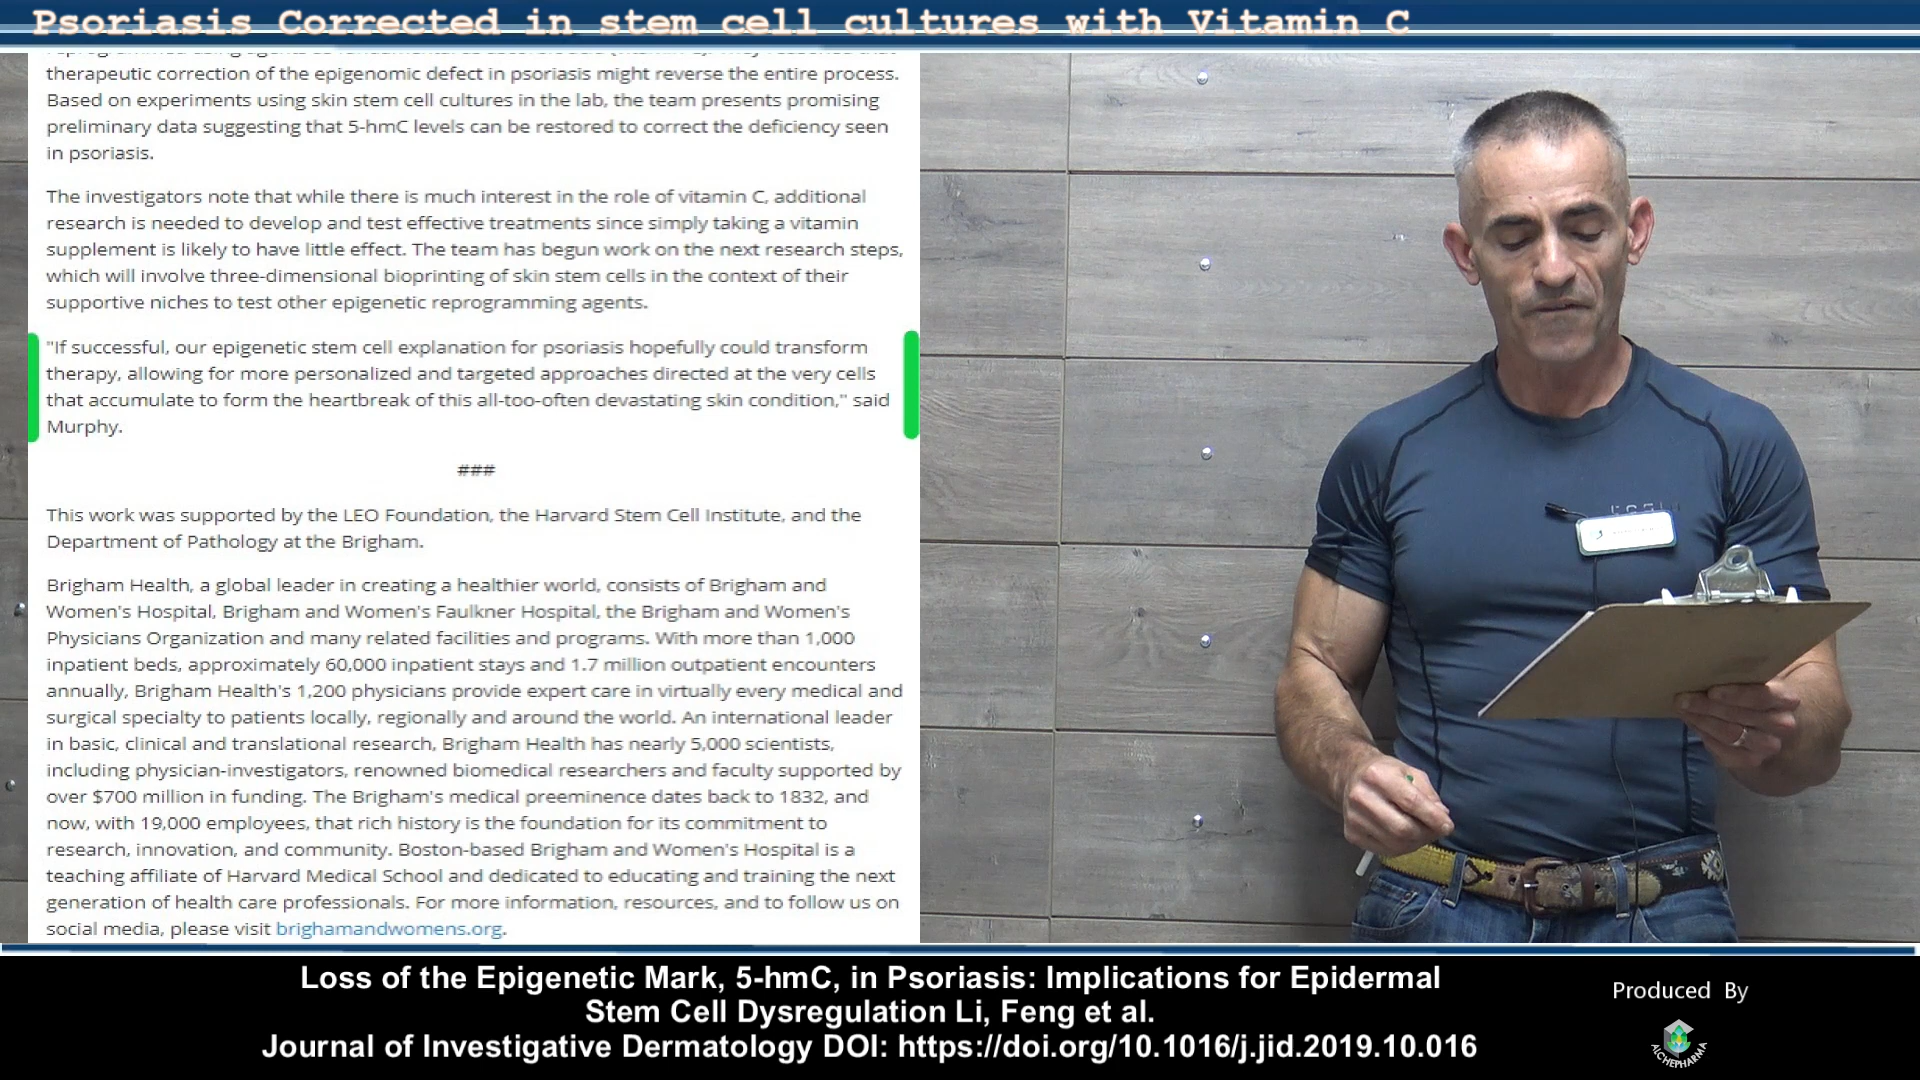 Psoriasis Corrected in stem cell cultures with Vitamin C
therapeutic correction of the epigenomic defect in psoriasis might reverse the entire process.
Based on experiments using skin stem cell cultures in the lab, the team presents promising
preliminary data suggesting that 5-hmC levels can be restored to correct the deficiency seen
in psoriasis.
The investigators note that while there is much interest in the role of vitamin C, additional
research is needed to develop and test effective treatments since simply taking a vitamin
supplement is likely to have little effect. The team has begun work on the next research steps,
which will involve three-dimensional bioprinting of skin stem cells in the context of their
supportive niches to test other epigenetic reprogramming agents.
"If successful, our epigenetic stem cell explanation for psoriasis hopefully could transform
therapy, allowing for more personalized and targeted approaches directed at the very cells
that accumulate to form the heartbreak of this all-too-often devastating skin condition," said
Murphy.
###
This work was supported by the LEO Foundation, the Harvard Stem Cell Institute, and the
Department of Pathology at the Brigham.
Brigham Health, a global leader in creating a healthier world, consists of Brigham and
Women's Hospital, Brigham and Women's Faulkner Hospital, the Brigham and Women's
Physicians Organization and many related facilities and programs. With more than 1,000
inpatient beds, approximately 60,000 inpatient stays and 1.7 million outpatient encounters
annually, Brigham Health's 1,200 physicians provide expert care in virtually every medical and
surgical specialty to patients locally, regionally and around the world. An international leader
in basic, clinical and translational research, Brigham Health has nearly 5,000 scientists,
including physician-investigators, renowned biomedical researchers and faculty supported by
over $700 million in funding. The Brigham's medical preeminence dates back to 1832, and
now, with 19,000 employees, that rich history is the foundation for its commitment to
research, innovation, and community. Boston-based Brigham and Women's Hospital is a
teaching affiliate of Harvard Medical School and dedicated to educating and training the next
generation of health care professionals. For more information, resources, and to follow us on
social media, please visit brighamandwomens.org.
Loss of the Epigenetic Mark, 5-hmC, in Psoriasis: Implications for Epidermal
Stem Cell Dysregulation Li, Feng et al.
Journal of Investigative Dermatology DOI: https://doi.org/10.1016/j.jid.2019.10.016
Produced By
ALCHEPHARMA